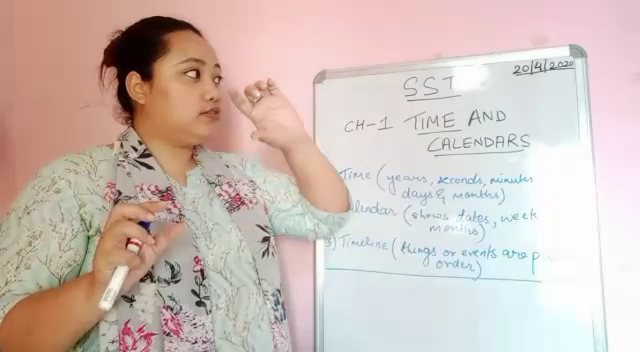 20/4/2020
SST
CH-1 TIME AND
CALENDARS
Time (years, seconds, minutes
days & months)
(shows dates, week
months)
3) Timeline (things or events are
order)